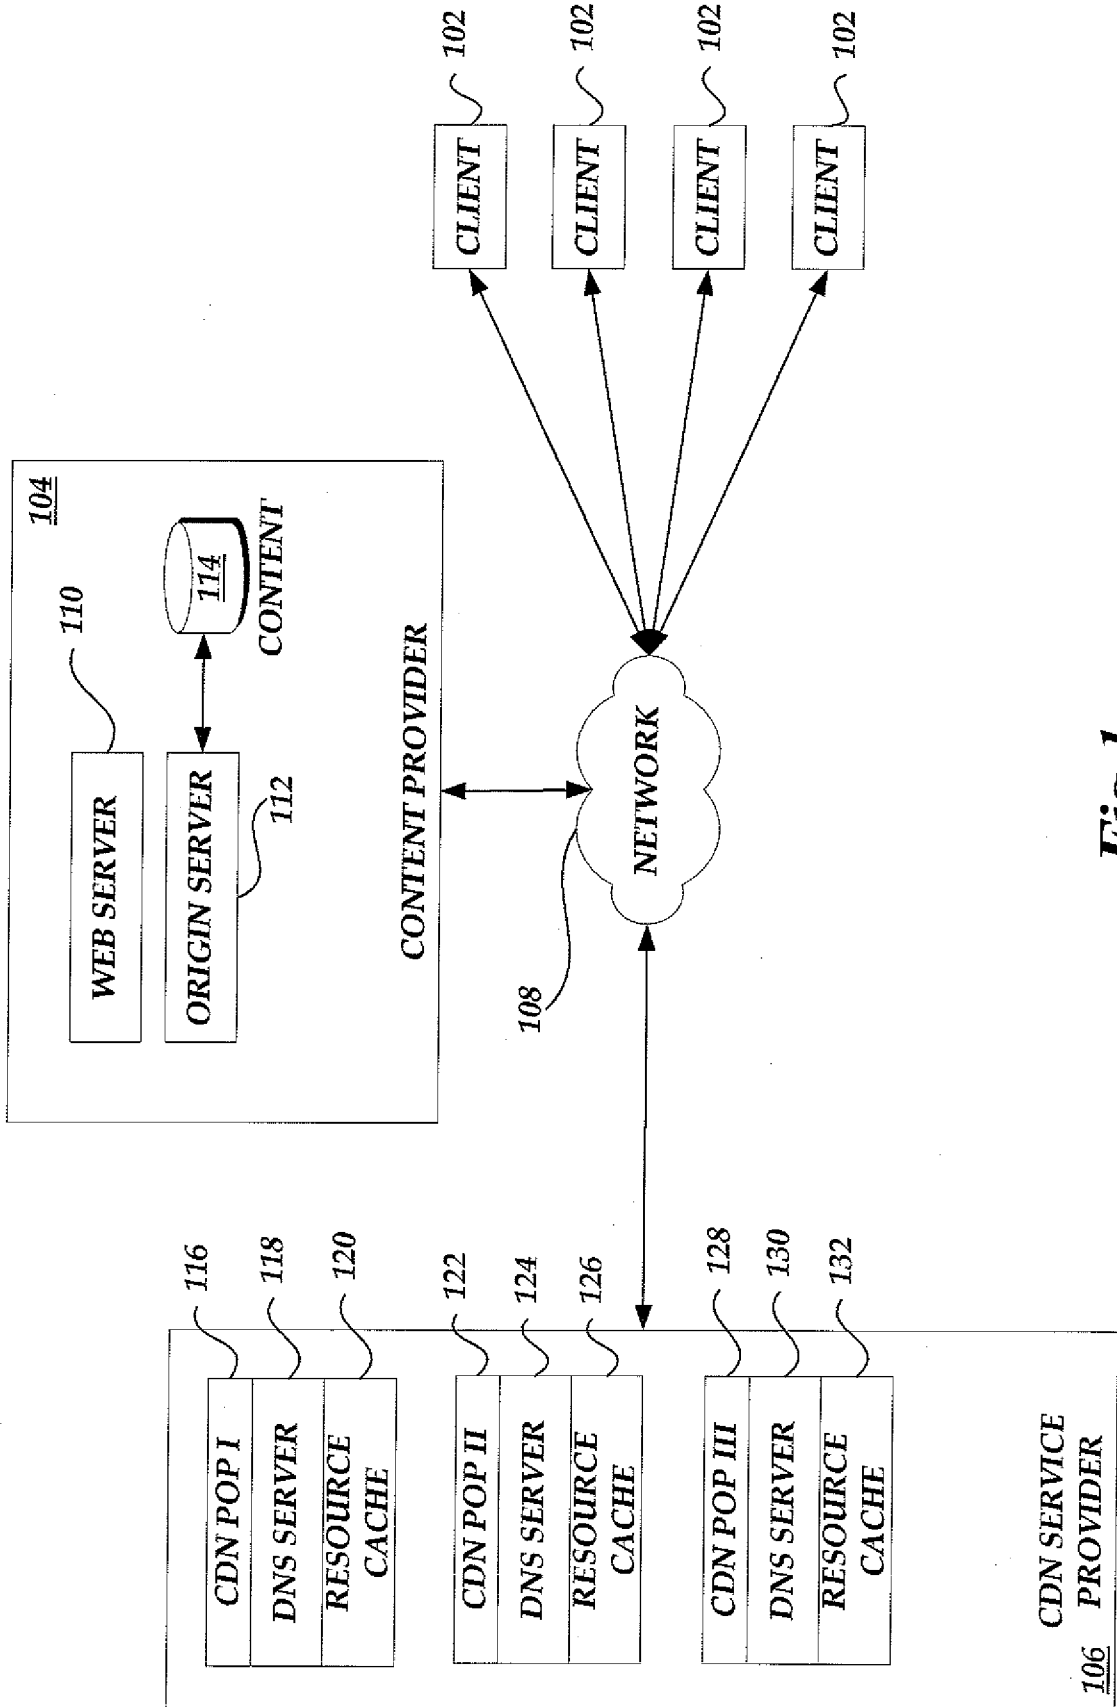 116
118
120
122
124
126
128
130
132
CDN POP I
DNS SERVER
RESOURCE
CACHE
CDN POP II
DNS SERVER
RESOURCE
CACHE
CDN POP III
DNS SERVER
RESOURCE
CACHE
CDN SERVICE
PROVIDER
106
104
110
WEB SERVER
ORIGIN SERVER
112
114
CONTENT
CONTENT PROVIDER
108
NETWORK
CLIENT
102
CLIENT
102
CLIENT
102
CLIENT
102